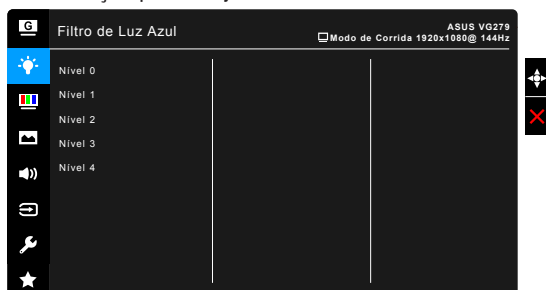 G
Filtro de Luz Azul
ASUS VG279
Modo de Corrida 1920x1080@ 144Hz
Nível 0
Nível 1
Nível 2
Nível 3
Nível 4